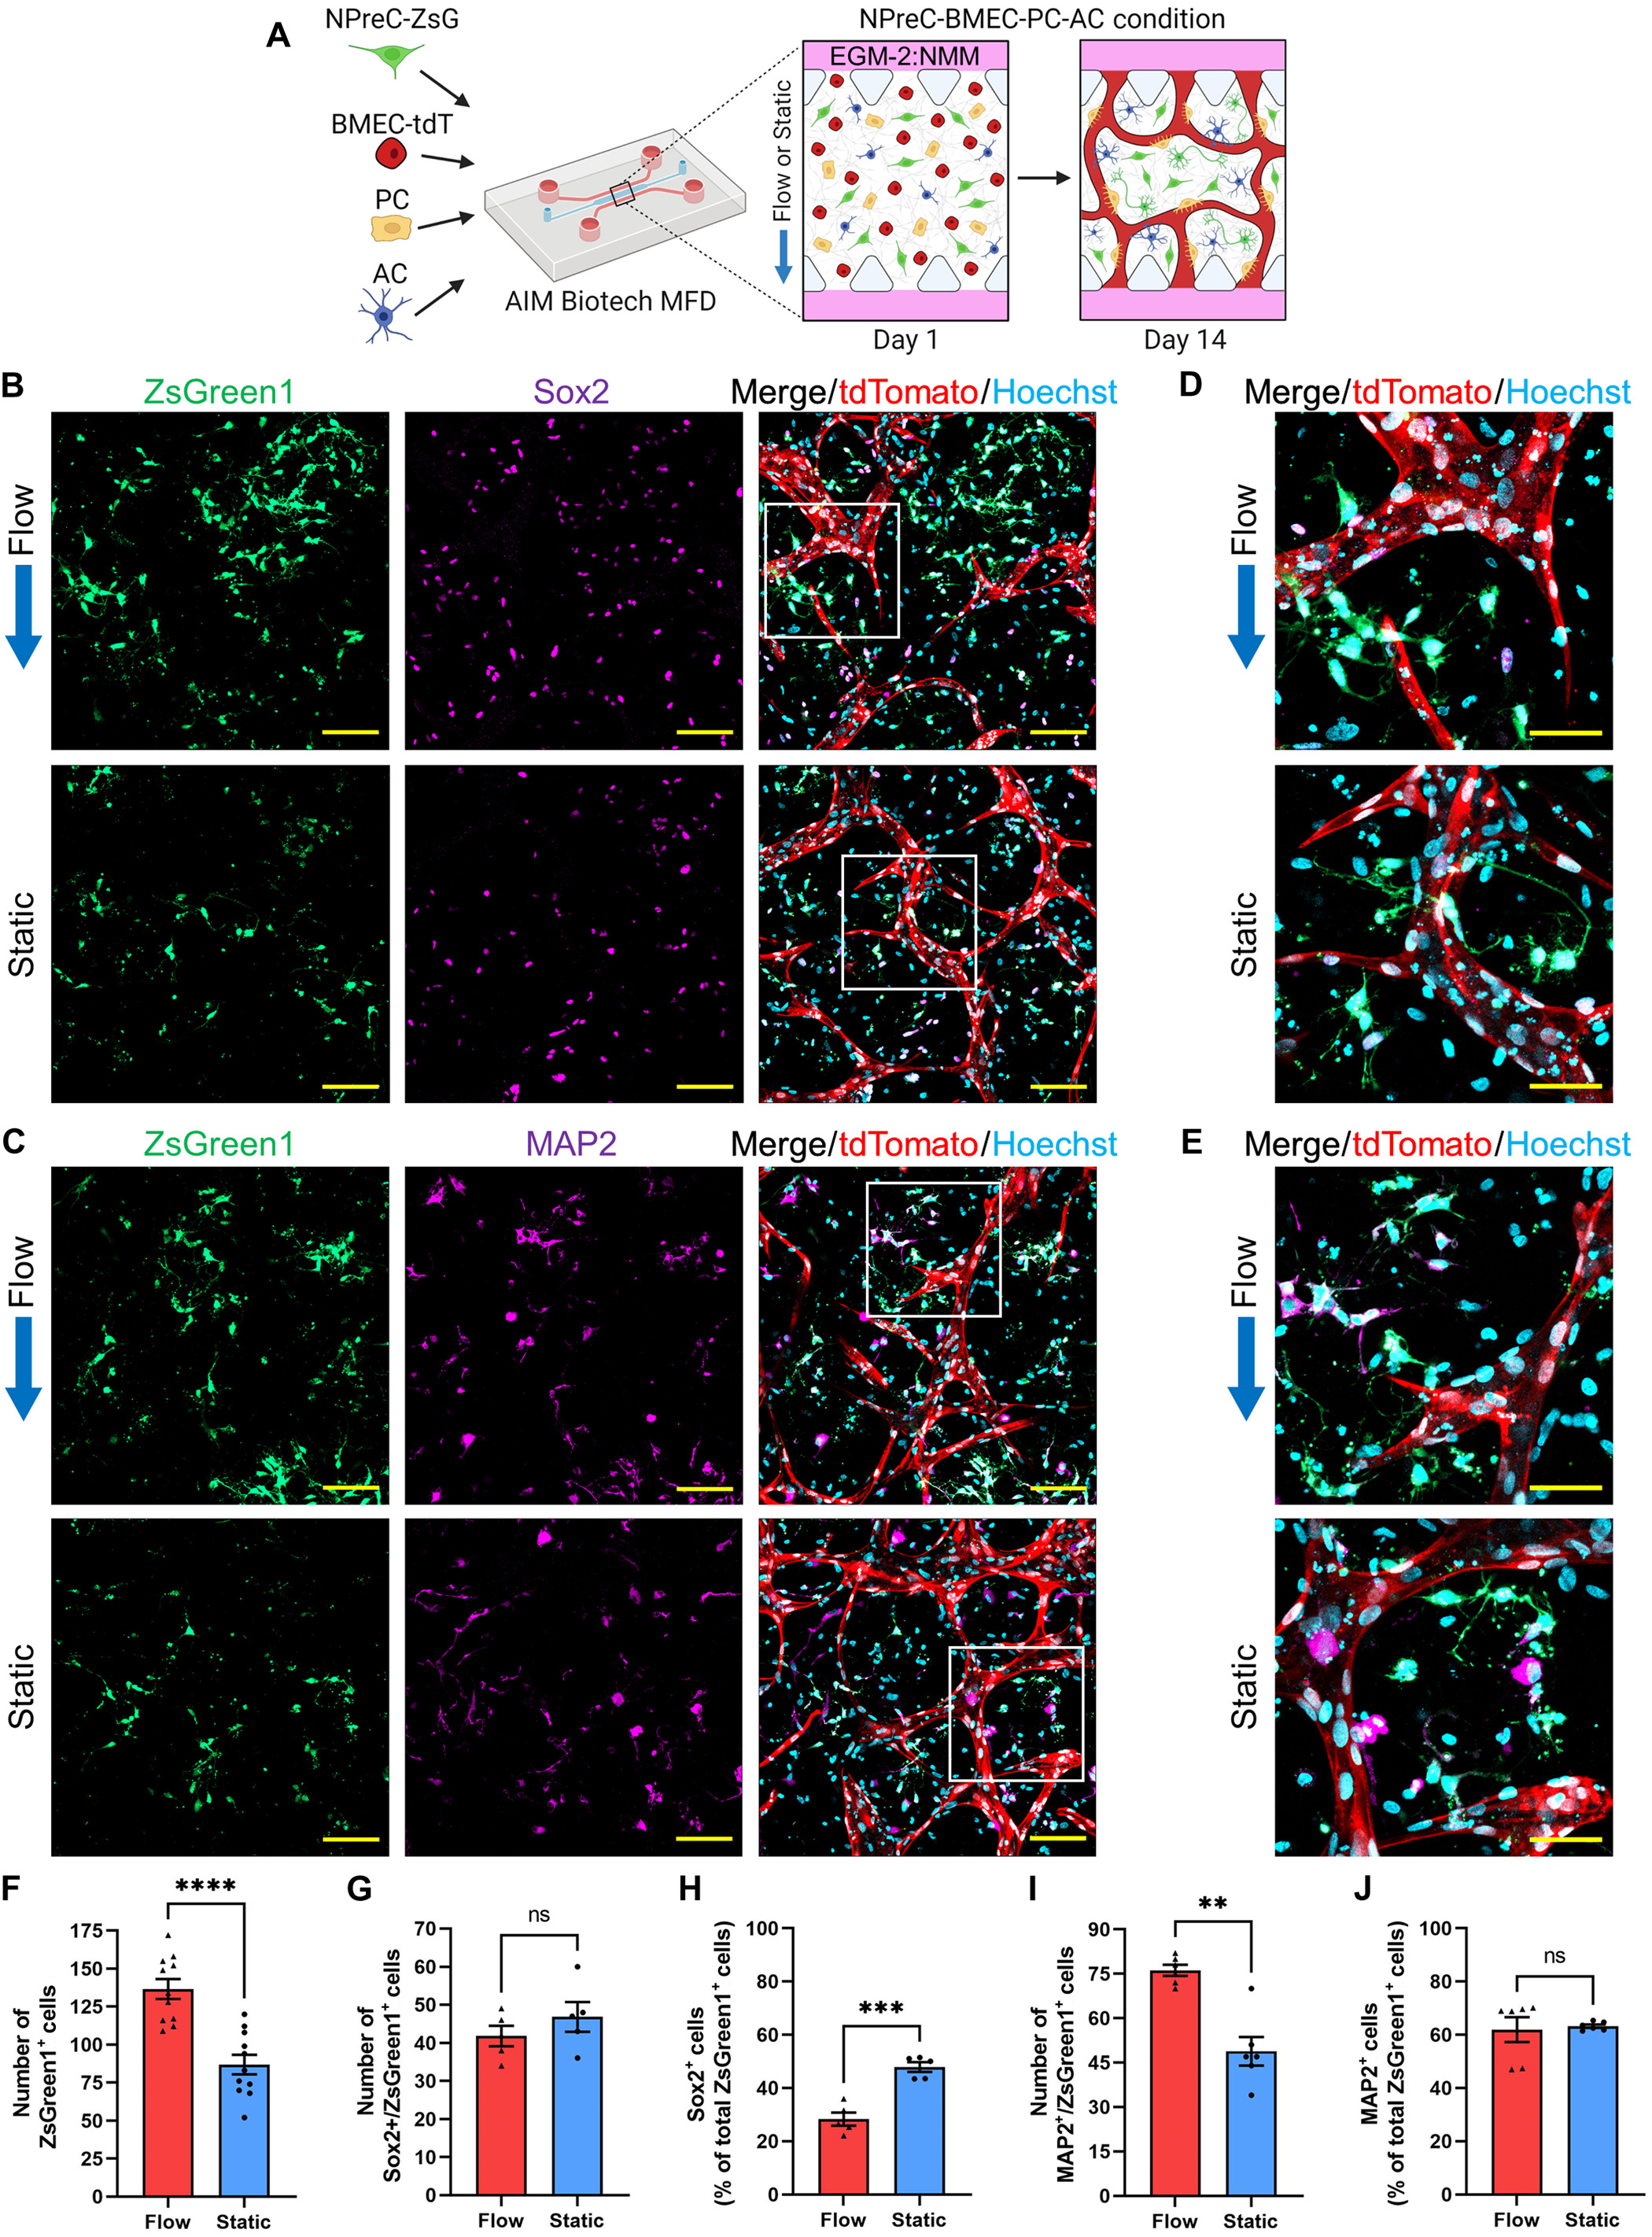 A
NPreC-ZsG
BMEC-tdT
PC
AC
AIM Biotech MFD
NPreC-BMEC-PC-AC condition
EGM-2:NMM
Flow or Static
Day 1
Day 14
B
ZsGreen1
Sox2
Merge/tdTomato/Hoechst
Flow
Static
D
Merge/tdTomato/Hoechst
Flow
Static
C
ZsGreen1
MAP2
Merge/tdTomato/Hoechst
Flow
Static
E
Merge/tdTomato/Hoechst
Flow
Static
F
****
Number of
ZsGreen1⁺ cells
175
150
125
100
75
50
25
0
Flow
Static
G
ns
Number of
Sox2+/ZsGreen1⁺ cells
70
60
50
40
30
20
10
0
Flow
Static
H
***
Sox2⁺ cells
(% of total ZsGreen1⁺ cells)
100
80
60
40
20
0
Flow
Static
I
**
Number of
MAP2⁺/ZsGreen1⁺ cells
90
75
60
45
30
15
0
Flow
Static
J
ns
MAP2⁺ cells
(% of total ZsGreen1⁺ cells)
100
80
60
40
20
0
Flow
Static